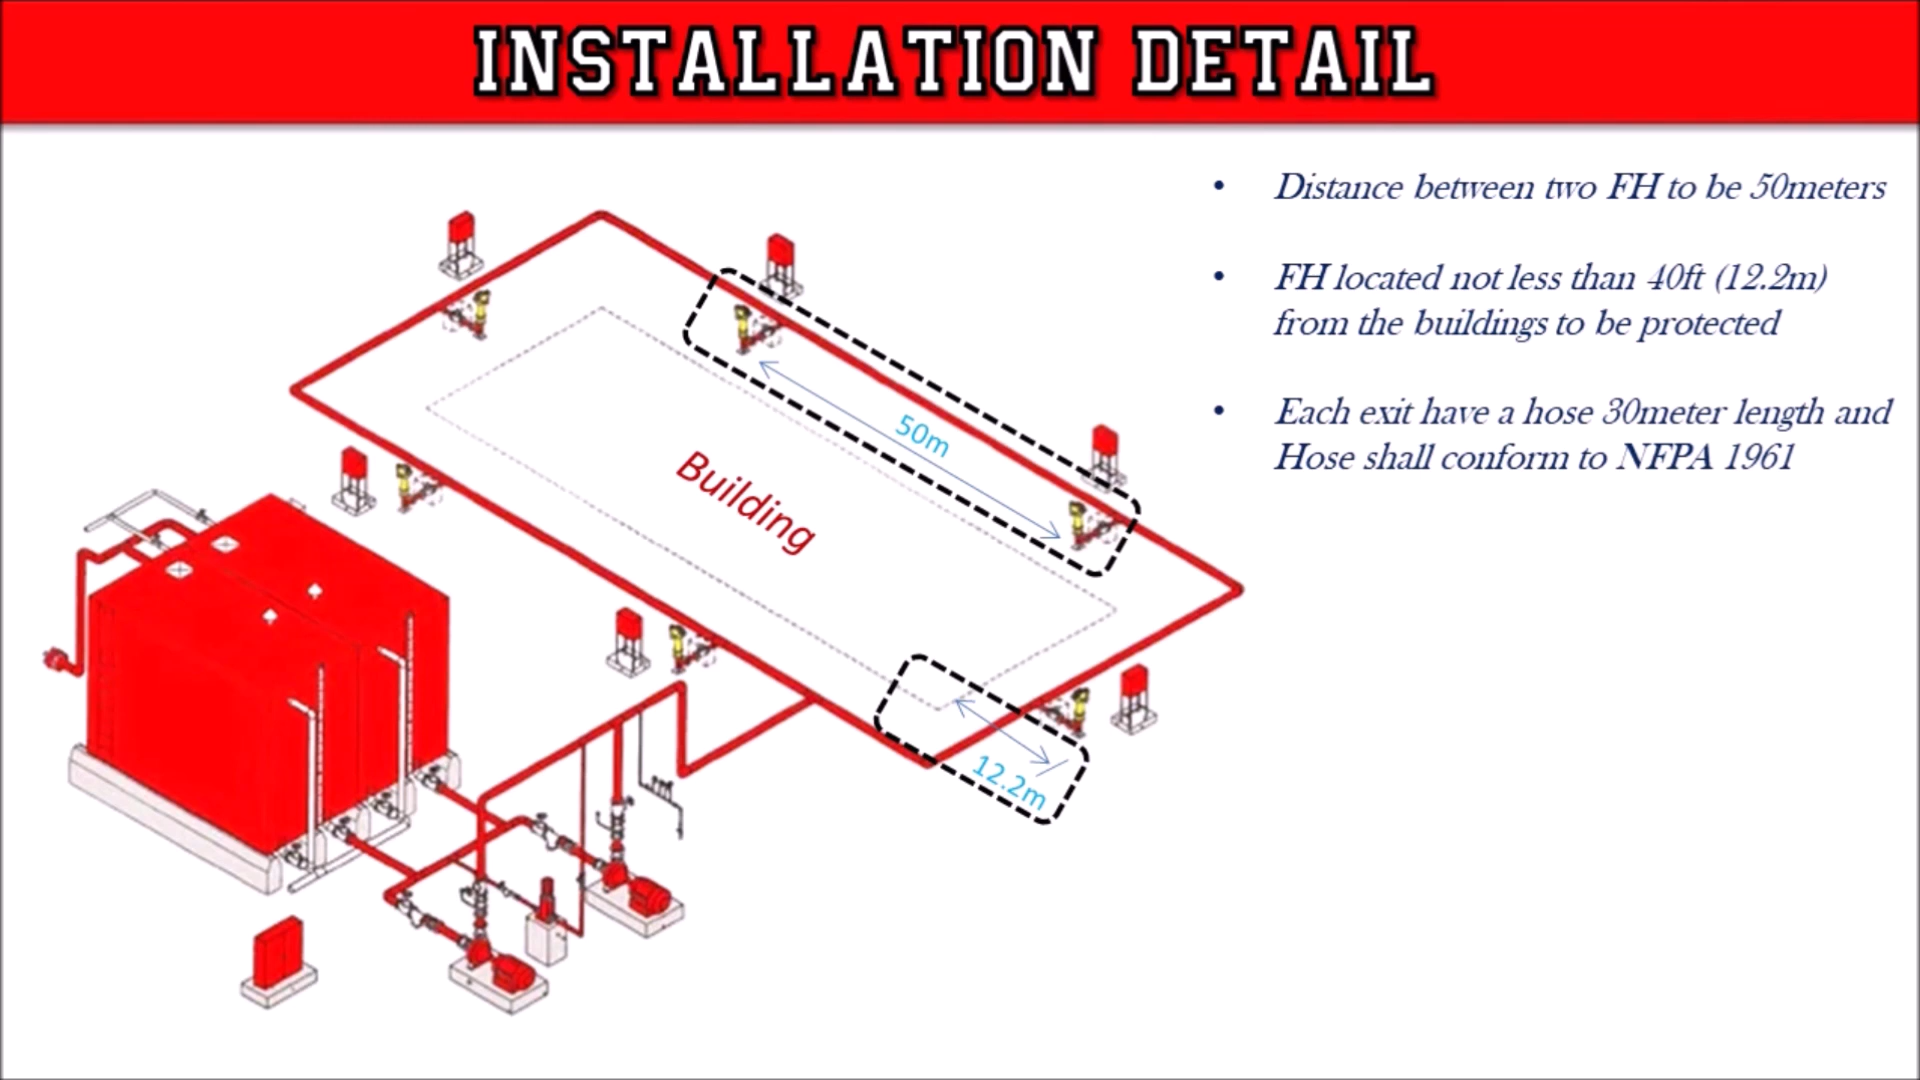 INSTALLATION DETAIL
• Distance between two FH to be 50meters
• FH located not less than 40ft (12.2m)
from the buildings to be protected
• Each exit have a hose 30meter length and
Hose shall conform to NFPA 1961
50m
Building
12.2m